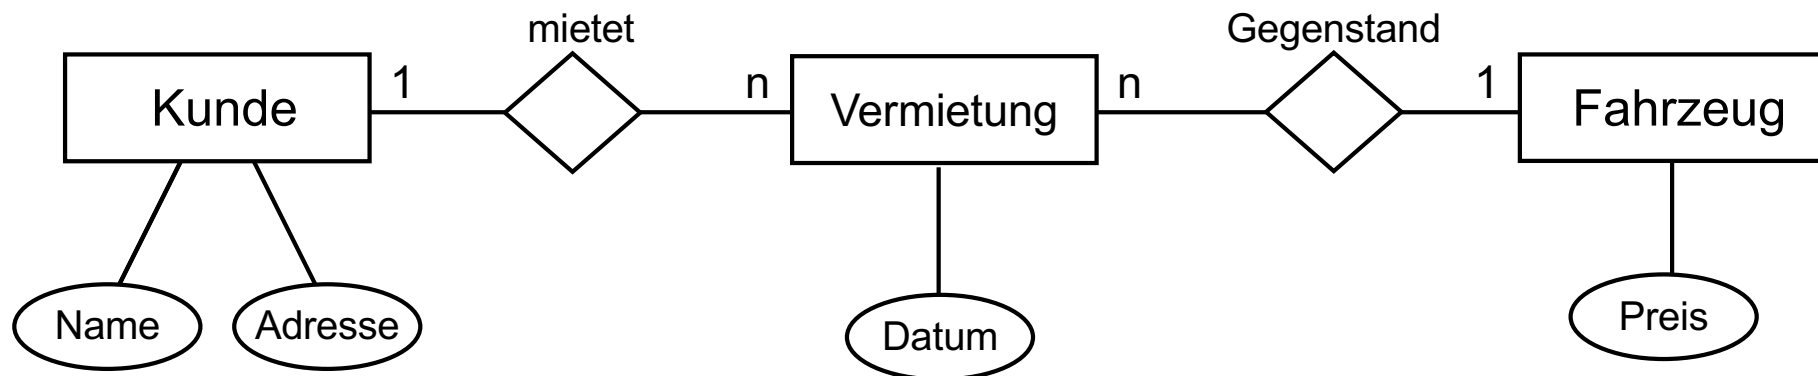 mietet
Gegenstand
Kunde 1 n Vermietung n 1 Fahrzeug
Name Adresse Datum Preis